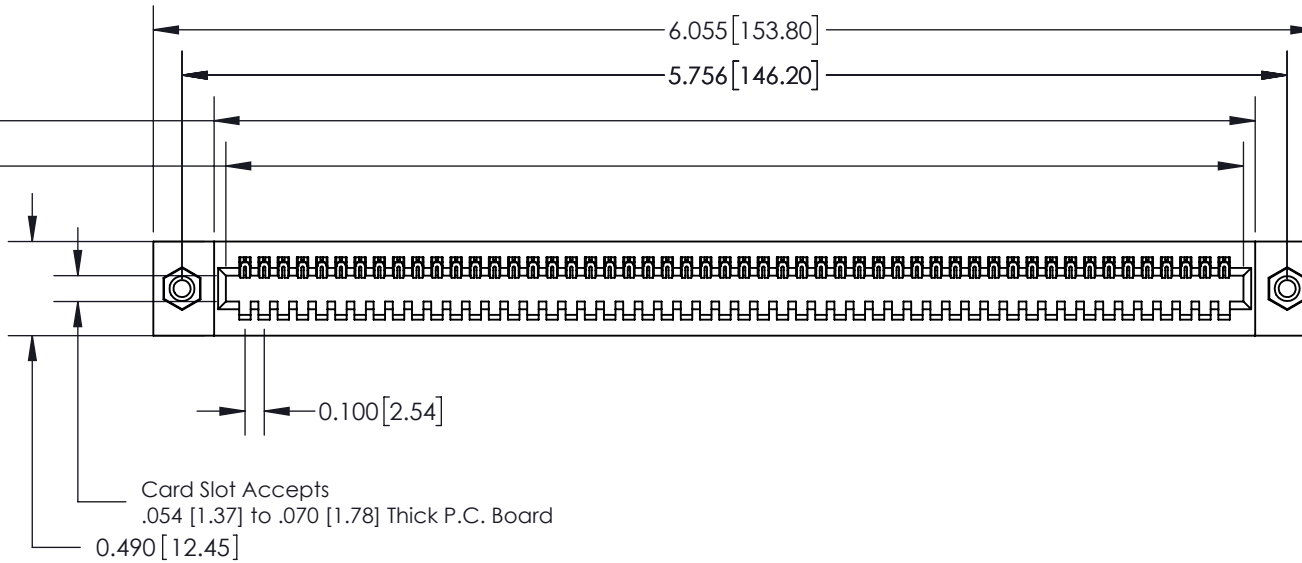 6.055[153.80]
5.756[146.20]
0.100[2.54]
Card Slot Accepts
.054 [1.37] to .070 [1.78] Thick P.C. Board
0.490[12.45]